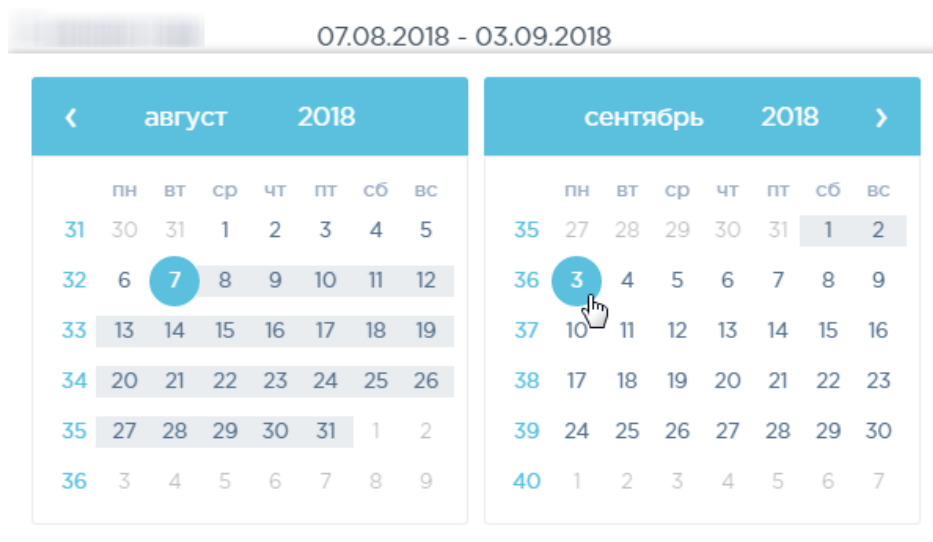 07.08.2018 - 03.09.2018
август 2018
пн вт ср чт пт сб вс
31 30 31 1 2 3 4 5
32 6 7 8 9 10 11 12
33 13 14 15 16 17 18 19
34 20 21 22 23 24 25 26
35 27 28 29 30 31 1 2
36 3 4 5 6 7 8 9
сентябрь 2018
пн вт ср чт пт сб вс
35 27 28 29 30 31 1 2
36 3 4 5 6 7 8 9
37 10 11 12 13 14 15 16
38 17 18 19 20 21 22 23
39 24 25 26 27 28 29 30
40 1 2 3 4 5 6 7